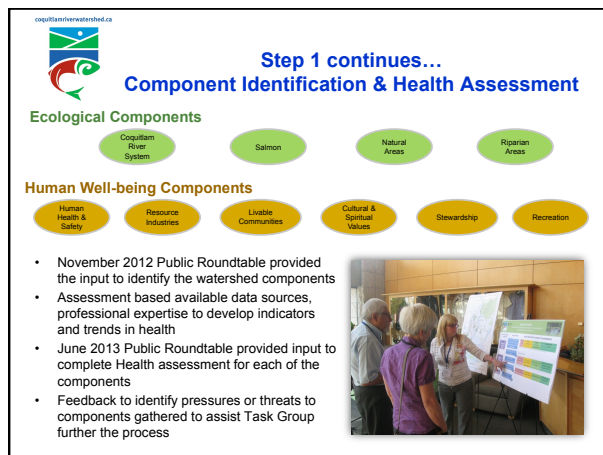 coquitlamriverwatershed.ca
Step 1 continues…
Component Identification & Health Assessment
Ecological Components
Coquitlam
River
System
Salmon
Natural
Areas
Riparian
Areas
Human Well-being Components
Human
Health &
Safety
Resource
Industries
Livable
Communities
Cultural &
Spiritual
Values
Stewardship
Recreation
• November 2012 Public Roundtable provided
the input to identify the watershed components
• Assessment based available data sources,
professional expertise to develop indicators
and trends in health
• June 2013 Public Roundtable provided input to
complete Health assessment for each of the
components
• Feedback to identify pressures or threats to
components gathered to assist Task Group
further the process